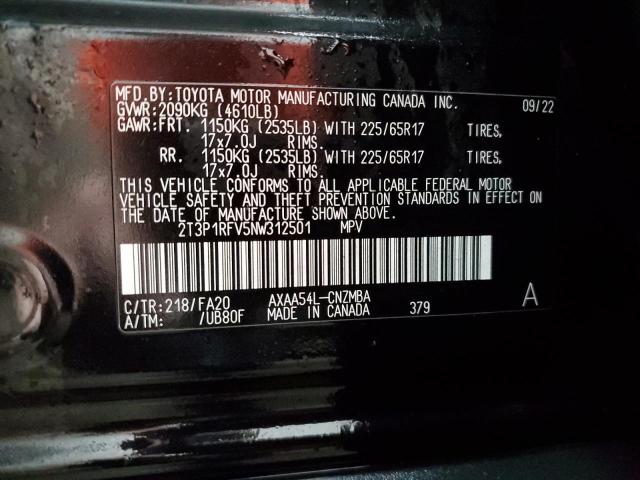 MFD.BY:TOYOTA MOTOR MANUFACTURING CANADA INC. 09/22
GVWR:2090KG (4610LB)
GAWR:FRT. 1150KG (2535LB) WITH 225/65R17 TIRES,
17x7.0J RIMS.
RR. 1150KG (2535LB) WITH 225/65R17 TIRES,
17x7.0J RIMS.
THIS VEHICLE CONFORMS TO ALL APPLICABLE FEDERAL MOTOR
VEHICLE SAFETY AND THEFT PREVENTION STANDARDS IN EFFECT ON
THE DATE OF MANUFACTURE SHOWN ABOVE.
2T3P1RFV5NW312501 MPV
C/TR:218/FA20 AXAA54L-CNZMBA A
A/TM: /UB80F MADE IN CANADA 379